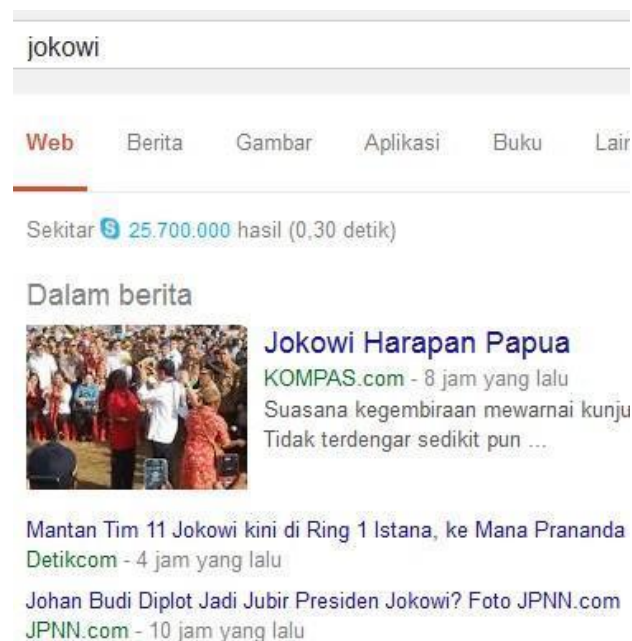 jokowi
Web Berita Gambar Aplikasi Buku Lain
Sekitar 25.700.000 hasil (0,30 detik)
Dalam berita
Jokowi Harapan Papua
KOMPAS.com - 8 jam yang lalu
Suasana kegembiraan mewarnai kunju
Tidak terdengar sedikit pun ...
Mantan Tim 11 Jokowi kini di Ring 1 Istana, ke Mana Prananda
Detikcom - 4 jam yang lalu
Johan Budi Diplot Jadi Jubir Presiden Jokowi? Foto JPNN.com
JPNN.com - 10 jam yang lalu